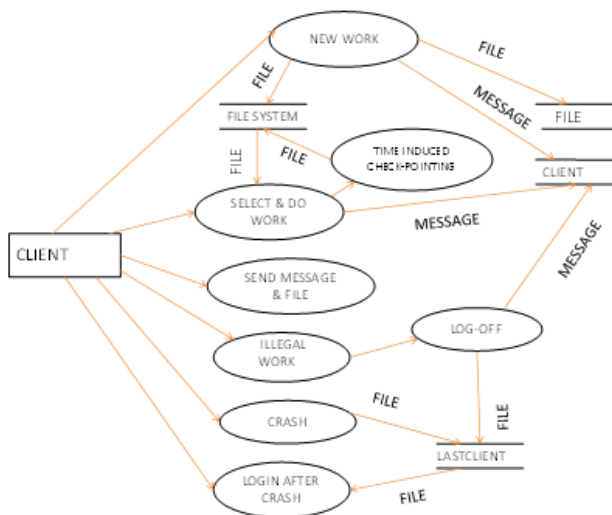 NEW WORK
FILE
FILE
MESSAGE
FILE SYSTEM
FILE
FILE
FILE
TIME INDUCED
CHECK-POINTING
CLIENT
SELECT & DO
WORK
MESSAGE
CLIENT
SEND MESSAGE
& FILE
MESSAGE
ILLEGAL
WORK
LOG-OFF
CRASH
FILE
FILE
LASTCLIENT
LOGIN AFTER
CRASH
FILE